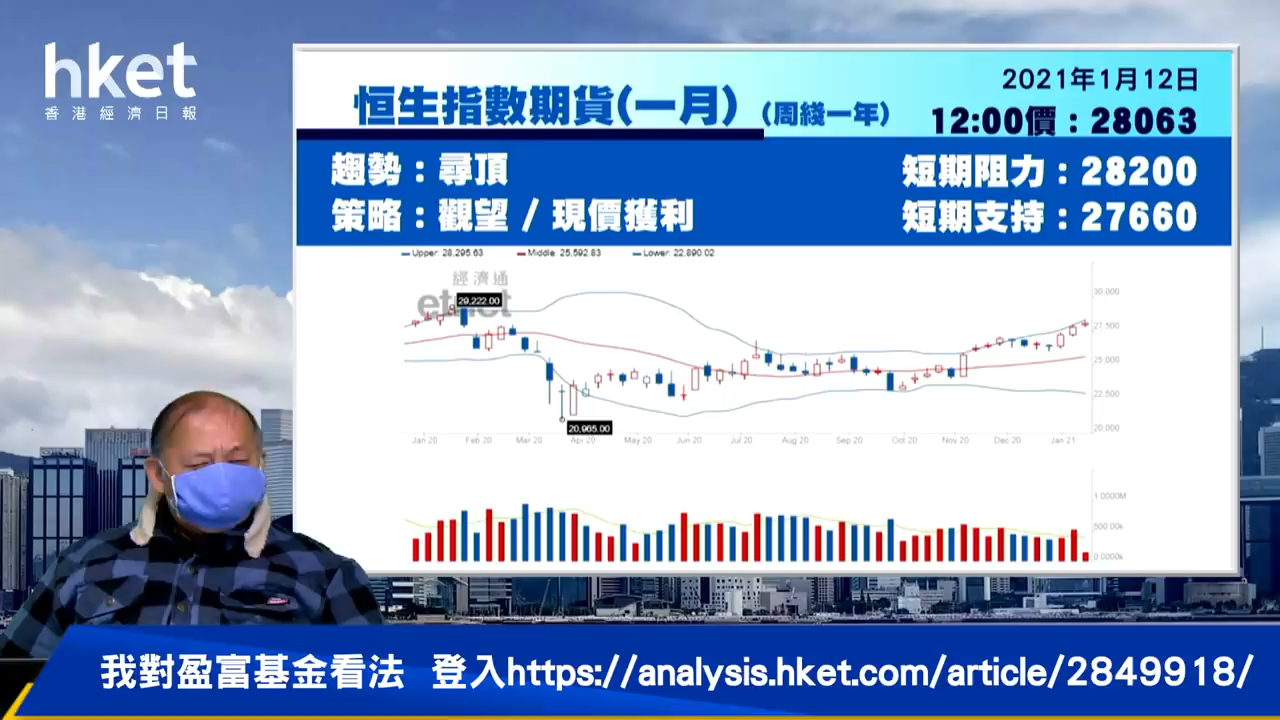 hket
香港經濟日報
恒生指數期貨(一月) (周綫一年)
2021年1月12日
12:00價：28063
趨勢：尋頂
短期阻力：28200
策略：觀望 / 現價獲利
短期支持：27660
Upper: 28,295.63 Middle: 25,592.83 Lower: 22,890.02
經濟通
etnet
29,222.00
20,965.00
30,000
27,500
25,000
22,500
20,000
Jan 20 Feb 20 Mar 20 Apr 20 May 20 Jun 20 Jul 20 Aug 20 Sep 20 Oct 20 Nov 20 Dec 20 Jan 21
1.0000M
500.00k
0.0000k
我對盈富基金看法 登入https://analysis.hket.com/article/2849918/